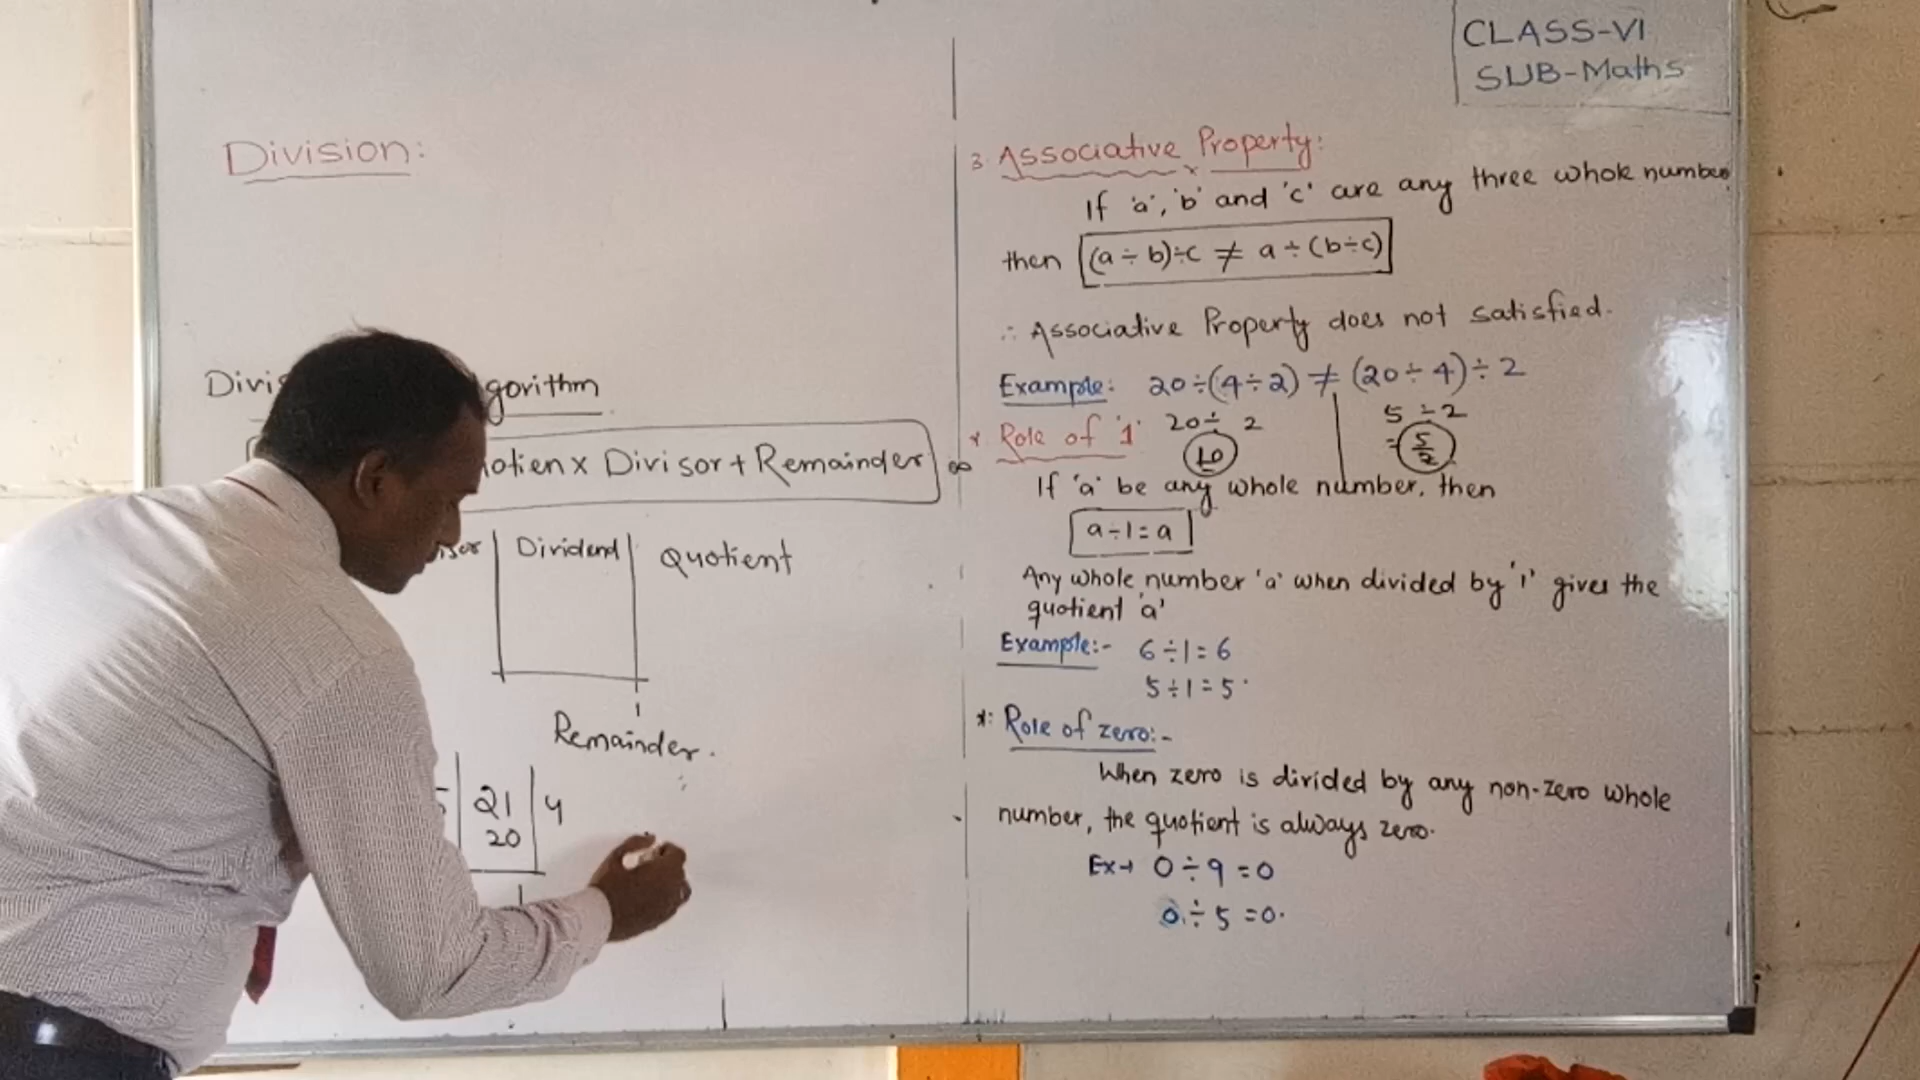 CLASS-VI
SUB-Maths
Division:
gorithm
x Divisor + Remainder
Dividend Quotient
Remainder.
21 4
20
1
3. Associative Property:
If 'a', 'b' and 'c' are any three whole number
then (a ÷ b)÷c ≠ a ÷ (b÷c)
∴ Associative Property does not satisfied.
Example: 20÷(4÷2) ≠ (20÷4)÷2
20÷ 2 5 ÷ 2
10 = 5/2
* Role of '1'
If 'a' be any whole number, then
a÷1=a
Any whole number 'a' when divided by '1' gives the
quotient 'a'
Example:- 6÷1=6
5÷1=5.
*: Role of zero:-
When zero is divided by any non-zero whole
number, the quotient is always zero.
Ex→ 0÷9=0
0÷5=0.